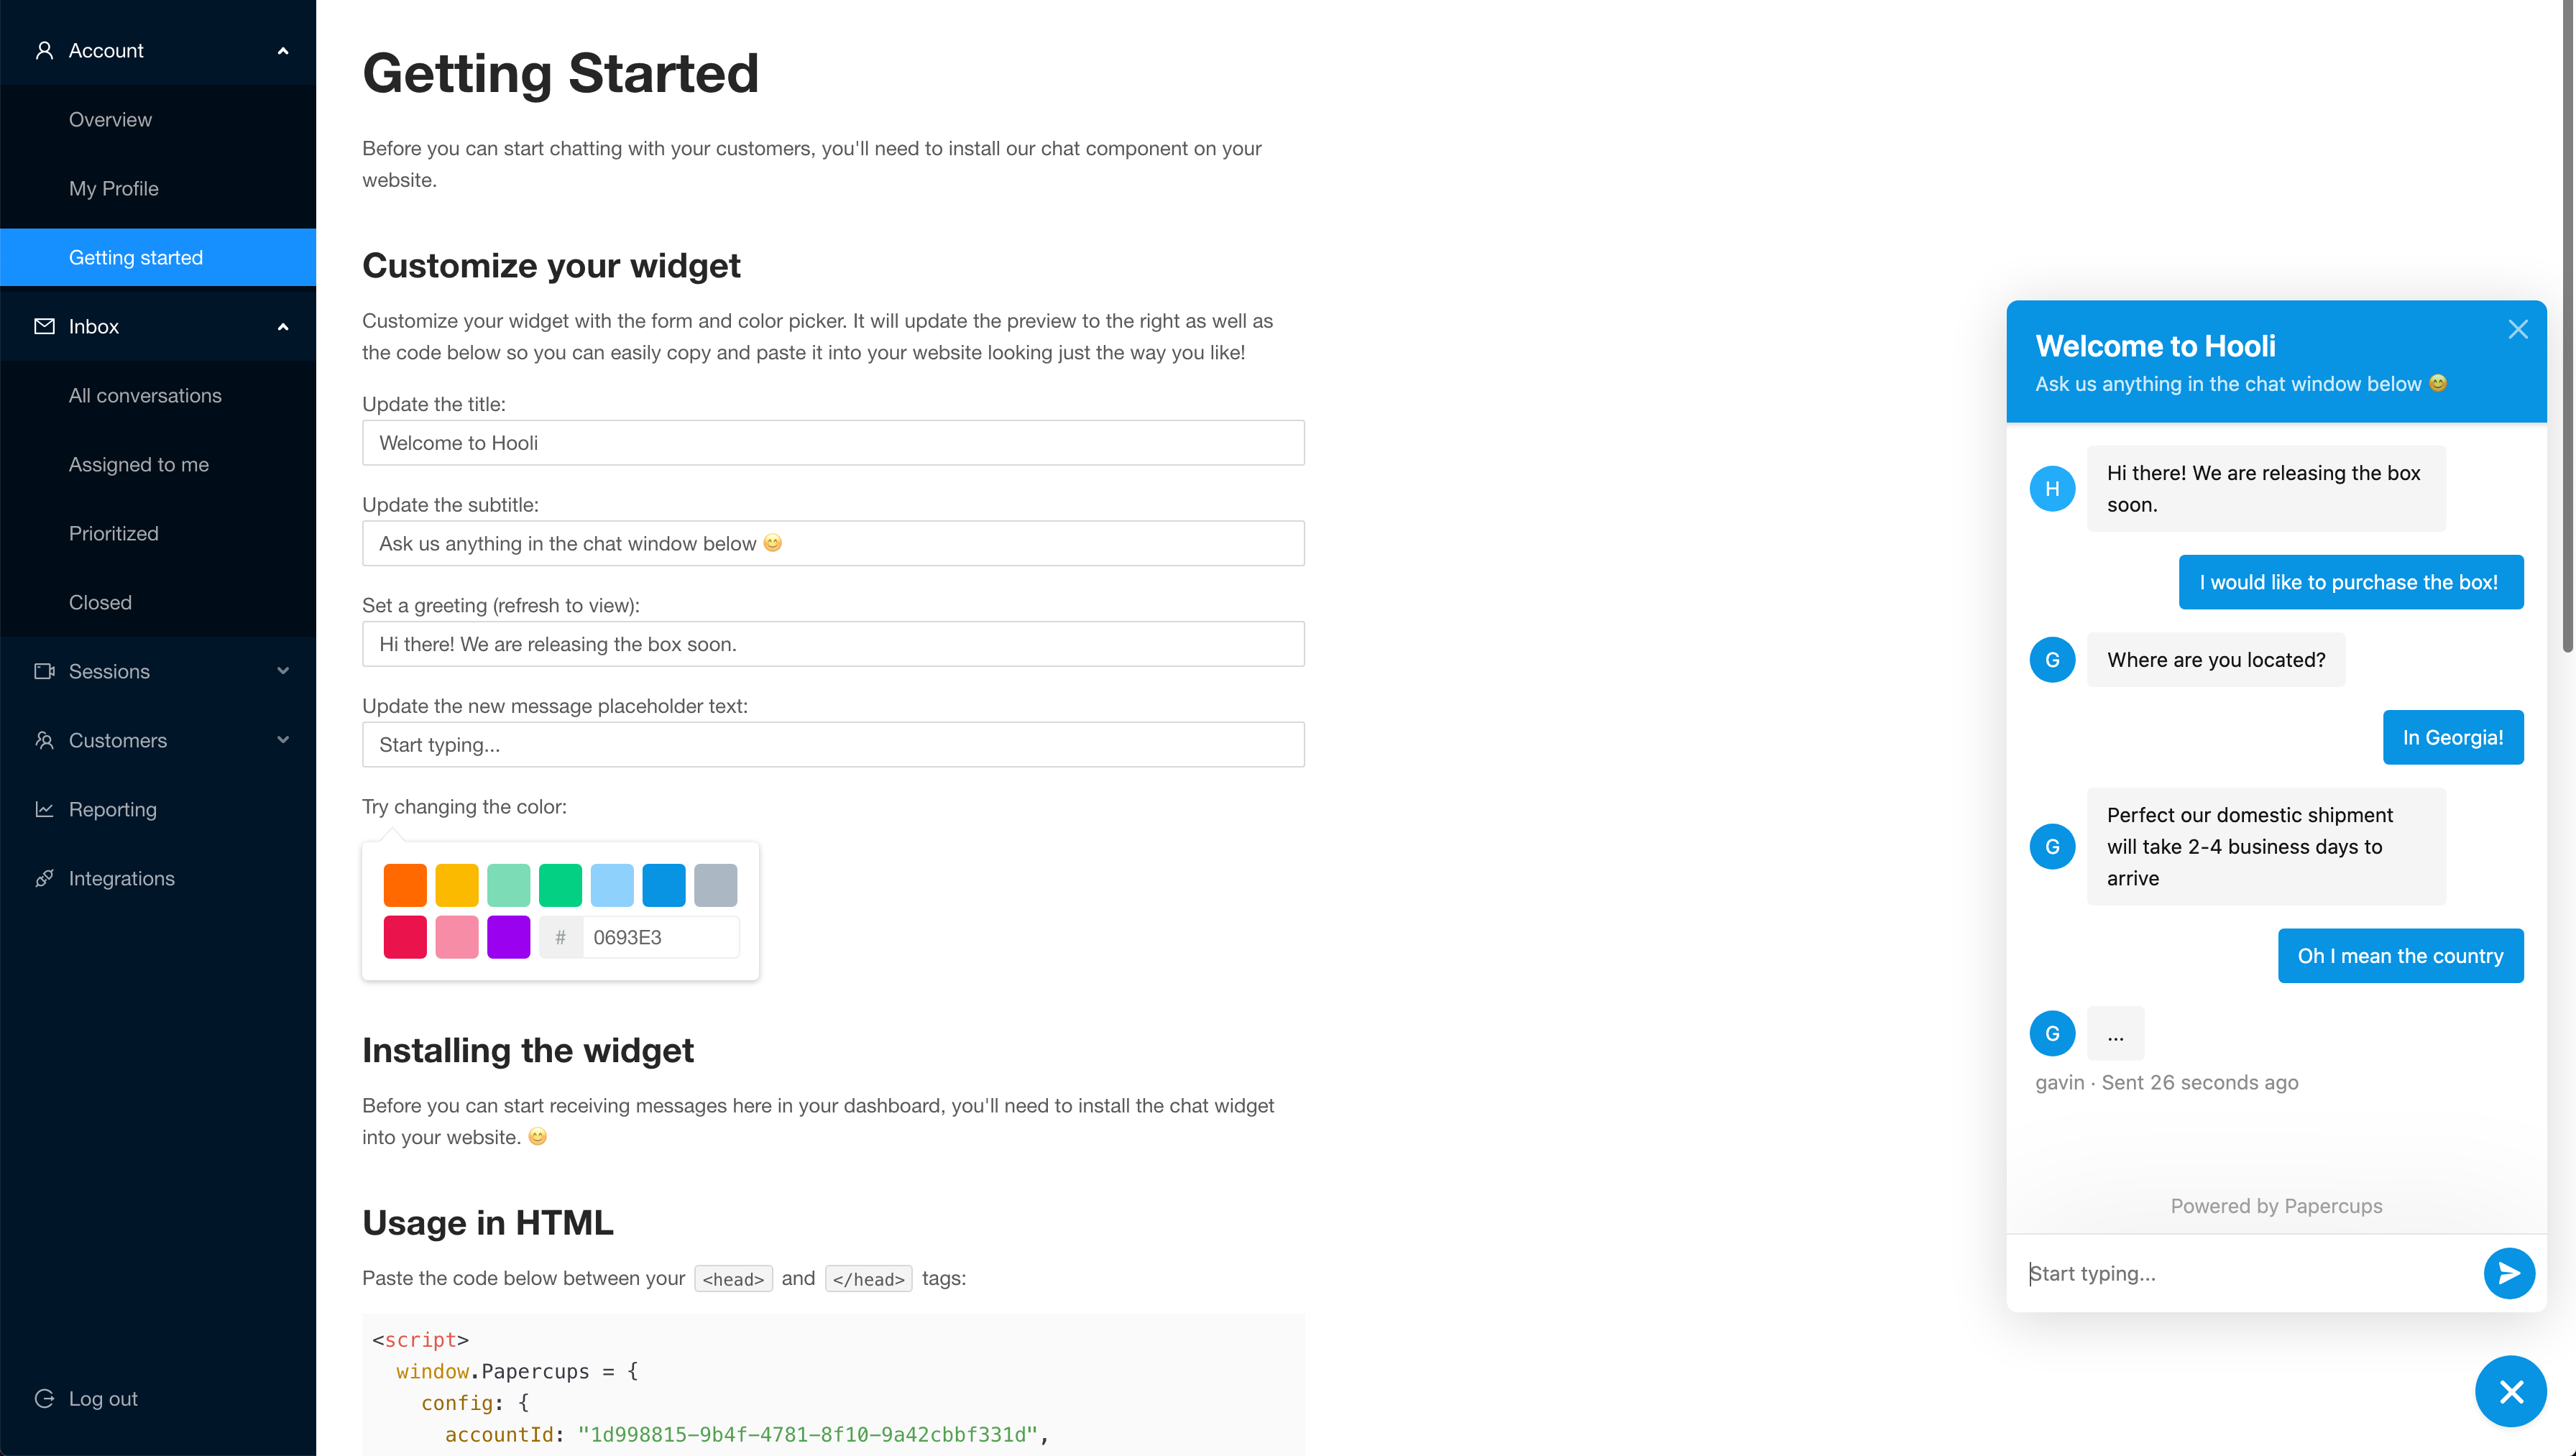 Account
Overview
My Profile
Getting started
Inbox
All conversations
Assigned to me
Prioritized
Closed
Sessions
Customers
Reporting
Integrations
Log out
Getting Started
Before you can start chatting with your customers, you'll need to install our chat component on your
website.
Customize your widget
Customize your widget with the form and color picker. It will update the preview to the right as well as
the code below so you can easily copy and paste it into your website looking just the way you like!
Update the title:
Welcome to Hooli
Update the subtitle:
Ask us anything in the chat window below 😊
Set a greeting (refresh to view):
Hi there! We are releasing the box soon.
Update the new message placeholder text:
Start typing...
Try changing the color:
# 0693E3
Installing the widget
Before you can start receiving messages here in your dashboard, you'll need to install the chat widget
into your website. 😊
Usage in HTML
Paste the code below between your <head> and </head> tags:
<script>
window.Papercups = {
config: {
accountId: "1d998815-9b4f-4781-8f10-9a42cbbf331d",
Welcome to Hooli
Ask us anything in the chat window below 😊
H
Hi there! We are releasing the box
soon.
I would like to purchase the box!
G
Where are you located?
In Georgia!
G
Perfect our domestic shipment
will take 2-4 business days to
arrive
Oh I mean the country
G
...
gavin · Sent 26 seconds ago
Powered by Papercups
Start typing...